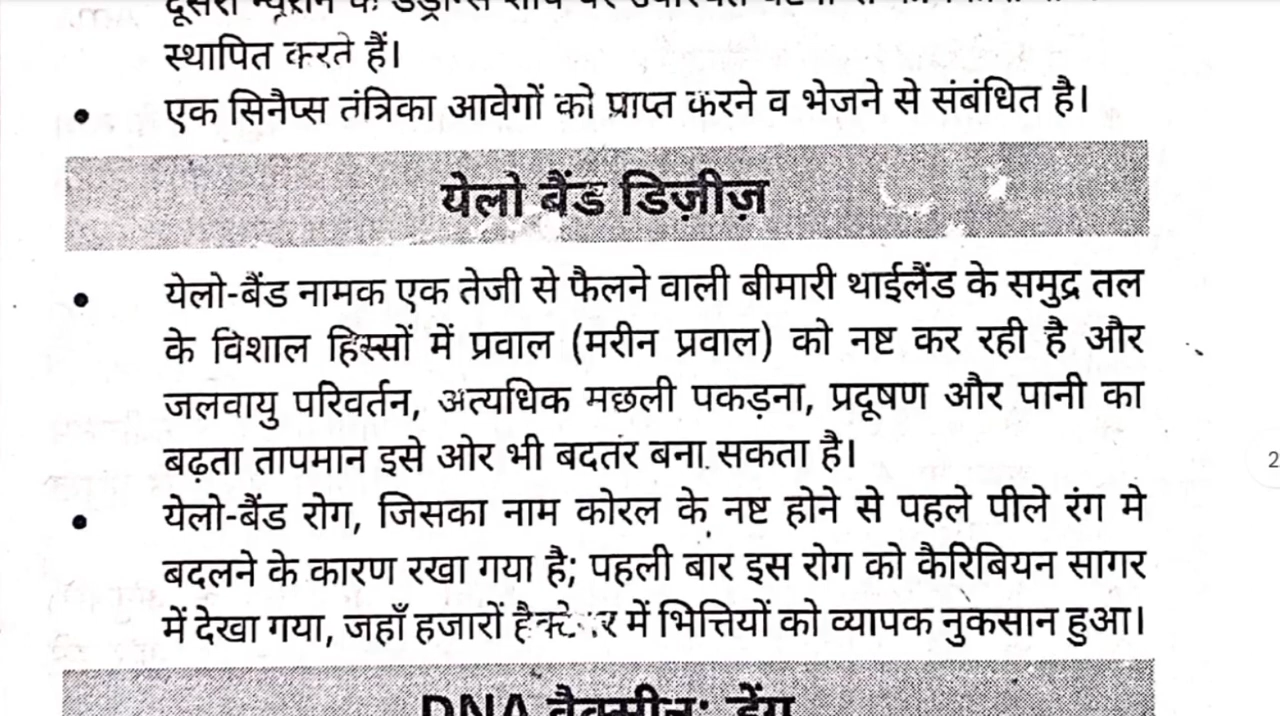 स्थापित करते हैं।
• एक सिनैप्स तंत्रिका आवेगों को प्राप्त करने व भेजने से संबंधित है।
येलो बैंड डिज़ीज़
• येलो-बैंड नामक एक तेजी से फैलने वाली बीमारी थाईलैंड के समुद्र तल
के विशाल हिस्सों में प्रवाल (मरीन प्रवाल) को नष्ट कर रही है और
जलवायु परिवर्तन, अत्यधिक मछली पकड़ना, प्रदूषण और पानी का
बढ़ता तापमान इसे ओर भी बदतर बना सकता है।
• येलो-बैंड रोग, जिसका नाम कोरल के नष्ट होने से पहले पीले रंग मे
बदलने के कारण रखा गया है; पहली बार इस रोग को कैरिबियन सागर
में देखा गया, जहाँ हजारों में भित्तियों को व्यापक नुकसान हुआ।
DNA वैक्सीन: डेंगू
2